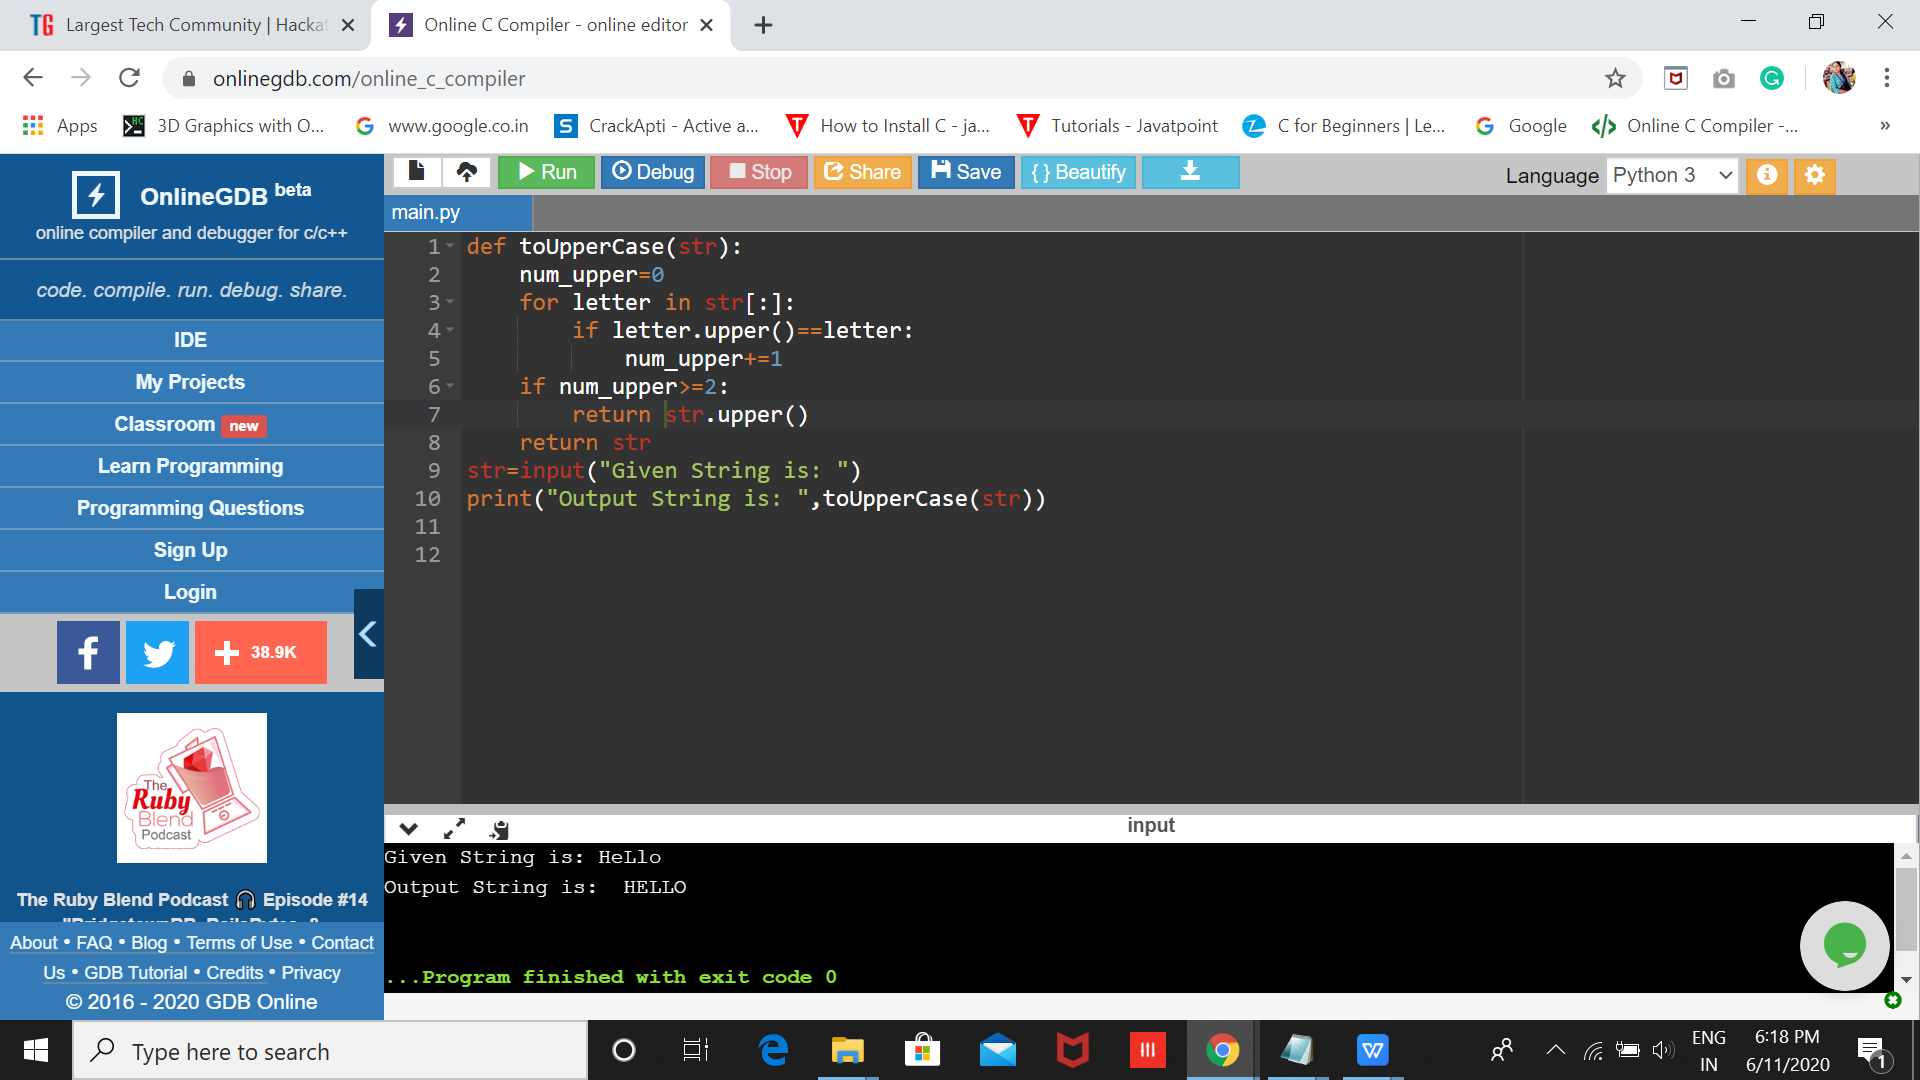 TG Largest Tech Community | Hacka
Online C Compiler - online editor
onlinegdb.com/online_c_compiler
Apps
3D Graphics with O...
www.google.co.in
S CrackApti - Active a...
How to Install C - ja...
Tutorials - Javatpoint
C for Beginners | Le...
Google
Online C Compiler -...
»
OnlineGDB beta
online compiler and debugger for c/c++
code. compile. run. debug. share.
IDE
My Projects
Classroom new
Learn Programming
Programming Questions
Sign Up
Login
38.9K
The
Ruby
Blend
Podcast
The Ruby Blend Podcast 🎧 Episode #14
About • FAQ • Blog • Terms of Use • Contact
Us • GDB Tutorial • Credits • Privacy
© 2016 - 2020 GDB Online
Run Debug Stop Share Save { } Beautify
Language Python 3
main.py
1 def toUpperCase(str):
2     num_upper=0
3     for letter in str[:]:
4         if letter.upper()==letter:
5             num_upper+=1
6     if num_upper>=2:
7         return str.upper()
8     return str
9 str=input("Given String is: ")
10 print("Output String is: ",toUpperCase(str))
11
12
input
Given String is: HeLlo
Output String is:  HELLO
...Program finished with exit code 0
Type here to search
ENG
IN
6:18 PM
6/11/2020
1